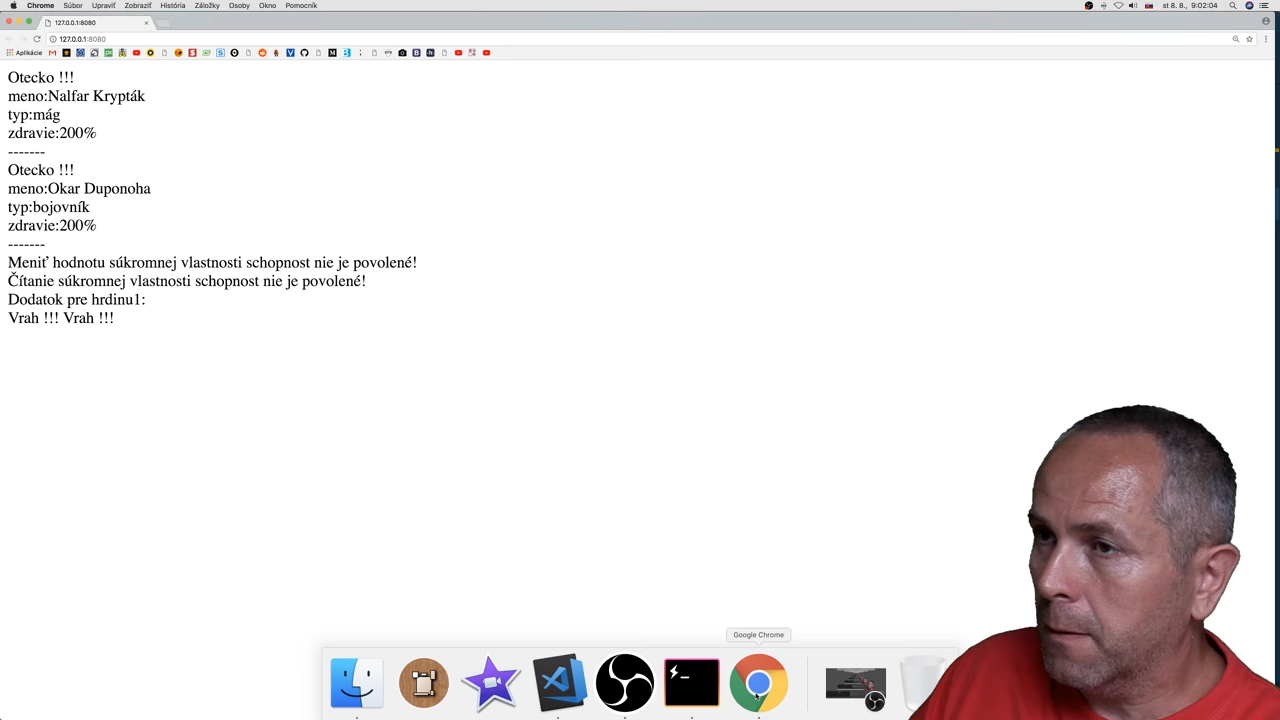 Chrome Súbor Upraviť Zobraziť História Záložky Osoby Okno Pomocník
st 8. 8., 9:02:04
127.0.0.1:8080
127.0.0.1:8080
Aplikácie
Otecko !!!
meno:Nalfar Krypták
typ:mág
zdravie:200%
-------
Otecko !!!
meno:Okar Duponoha
typ:bojovník
zdravie:200%
-------
Meniť hodnotu súkromnej vlastnosti schopnost nie je povolené!
Čítanie súkromnej vlastnosti schopnost nie je povolené!
Dodatok pre hrdinu1:
Vrah !!! Vrah !!!
Google Chrome